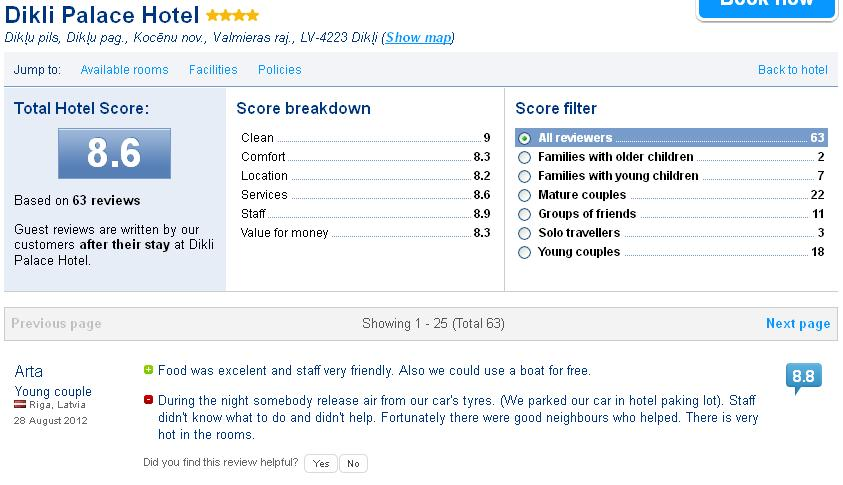 Dikli Palace Hotel
Dikļu pils, Dikļu pag., Kocēnu nov., Valmieras raj., LV-4223 Dikļi (Show map)
Book now
Jump to: Available rooms Facilities Policies Back to hotel
Total Hotel Score:
8.6
Based on 63 reviews
Guest reviews are written by our
customers after their stay at Dikli
Palace Hotel.
Score breakdown
Clean 9
Comfort 8.3
Location 8.2
Services 8.6
Staff 8.9
Value for money 8.3
Score filter
All reviewers 63
Families with older children 2
Families with young children 7
Mature couples 22
Groups of friends 11
Solo travellers 3
Young couples 18
Previous page Showing 1 - 25 (Total 63) Next page
Arta
Young couple
Riga, Latvia
28 August 2012
Food was excelent and staff very friendly. Also we could use a boat for free.
During the night somebody release air from our car's tyres. (We parked our car in hotel paking lot). Staff
didn't know what to do and didn't help. Fortunately there were good neighbours who helped. There is very
hot in the rooms.
8.8
Did you find this review helpful? Yes No